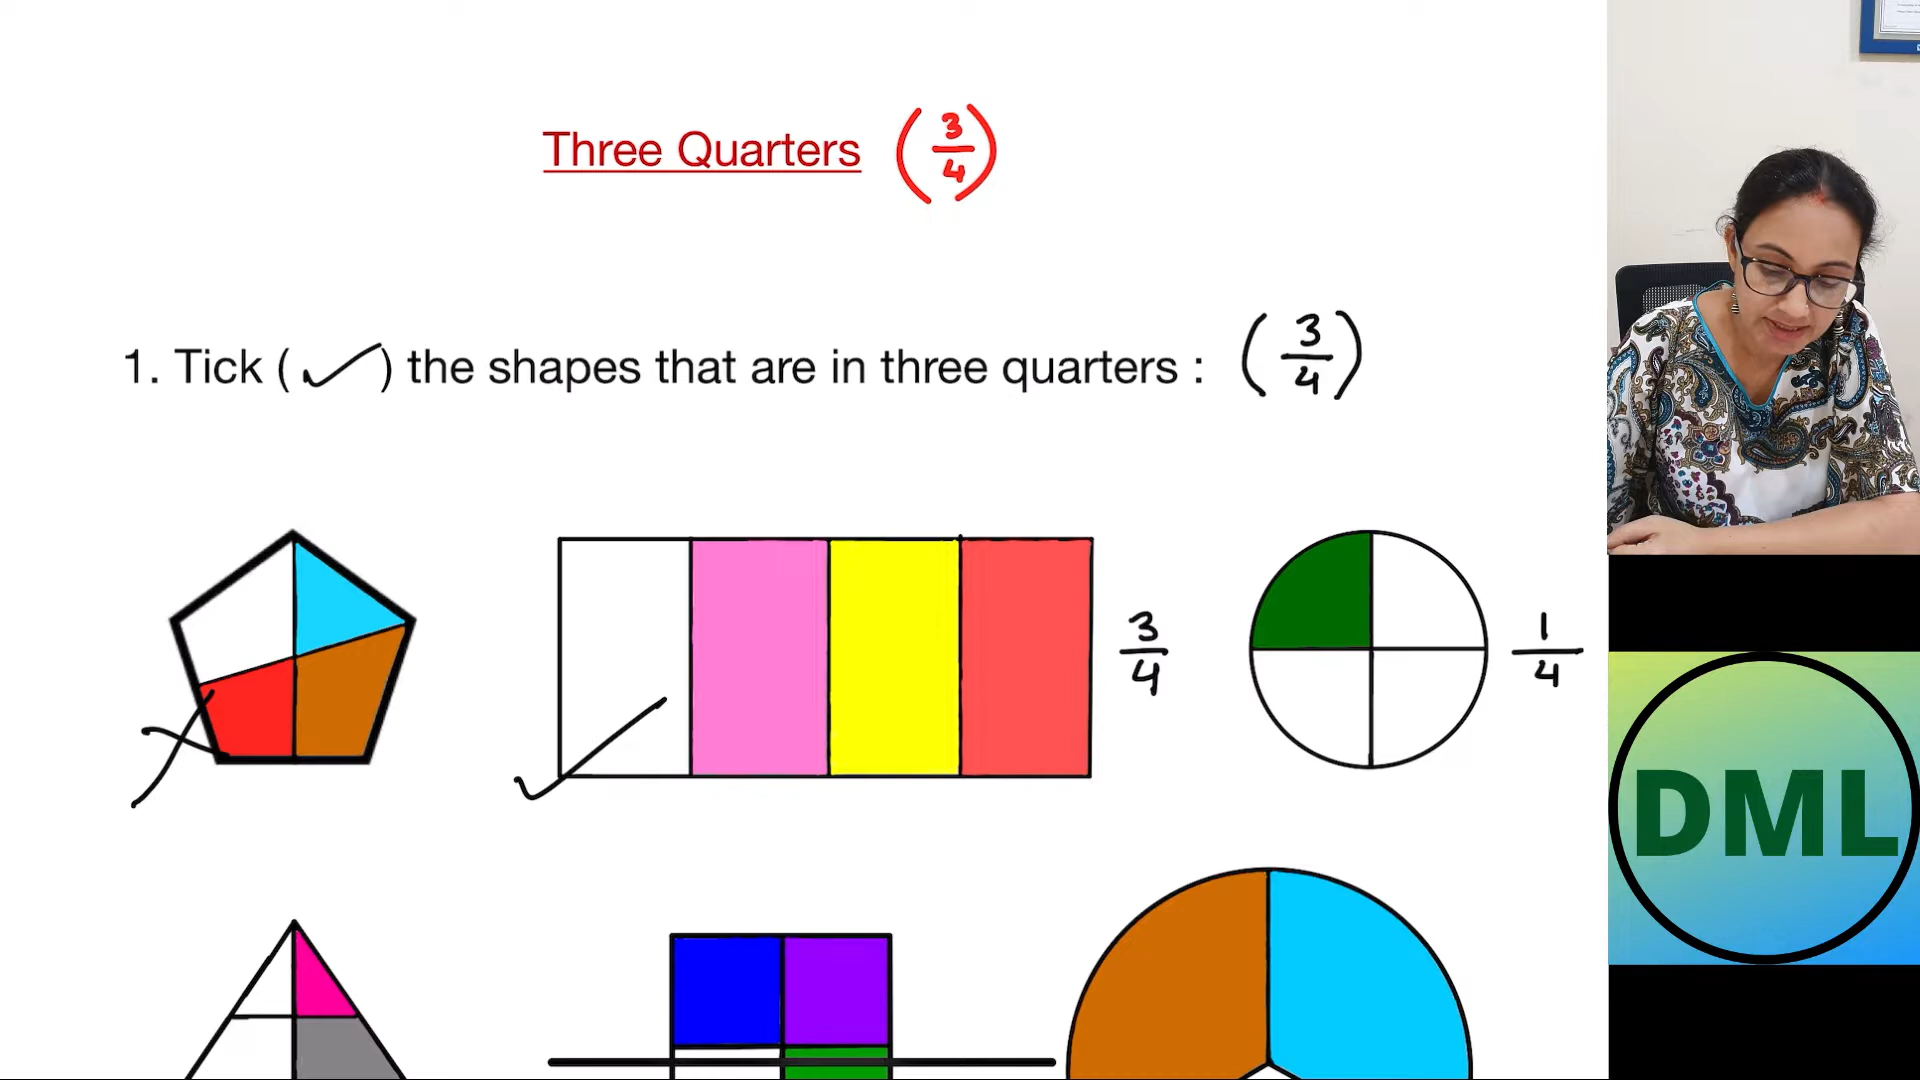 Three Quarters (3/4)
1. Tick (✓) the shapes that are in three quarters : (3/4)
3/4
1/4
DML